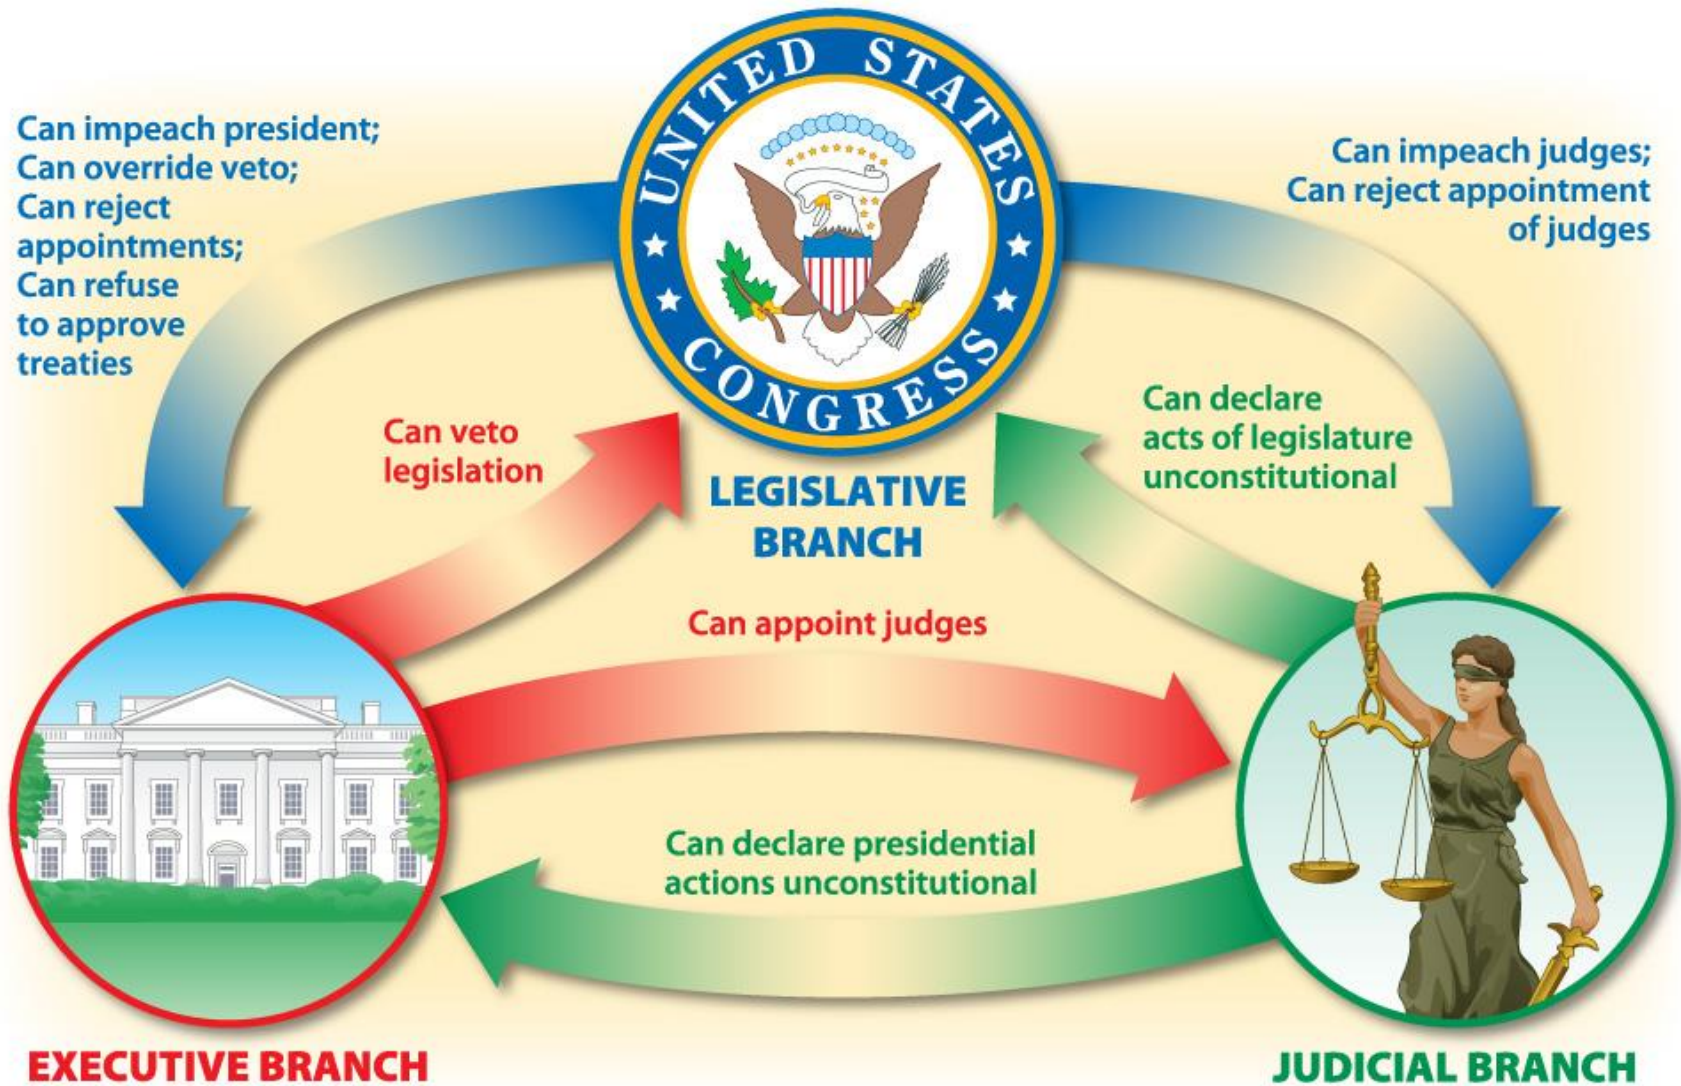 UNITED STATES
CONGRESS
LEGISLATIVE
BRANCH
Can impeach president;
Can override veto;
Can reject
appointments;
Can refuse
to approve
treaties
Can impeach judges;
Can reject appointment
of judges
Can veto
legislation
Can declare
acts of legislature
unconstitutional
Can appoint judges
Can declare presidential
actions unconstitutional
EXECUTIVE BRANCH
JUDICIAL BRANCH